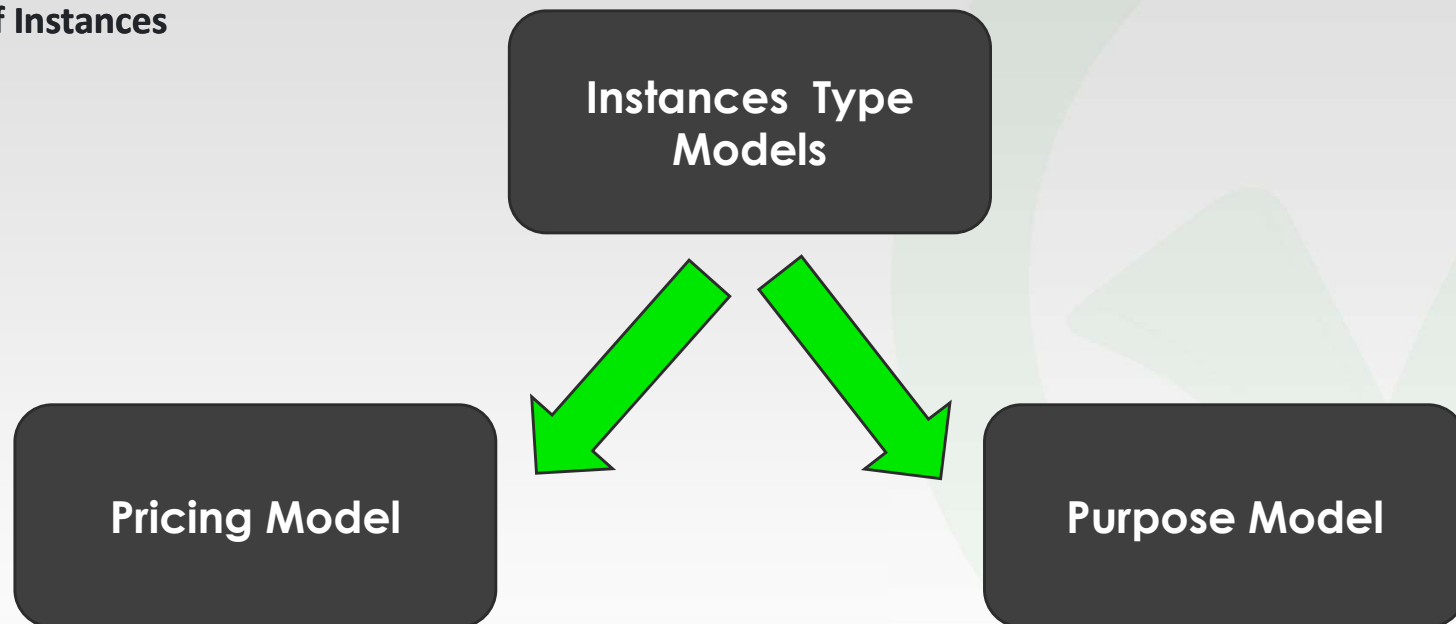 f Instances
Instances Type
Models
Pricing Model
Purpose Model